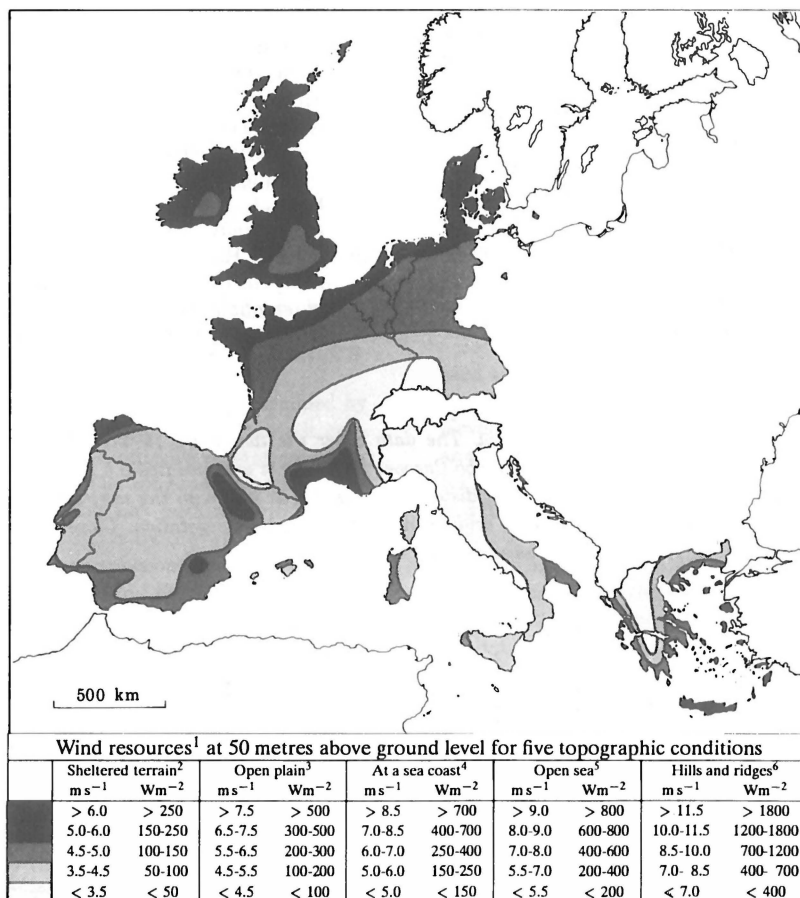 500 km
Wind resources¹ at 50 metres above ground level for five topographic conditions
Sheltered terrain² Open plain³ At a sea coast⁴ Open sea⁵ Hills and ridges⁶
m s⁻¹ Wm⁻² m s⁻¹ Wm⁻² m s⁻¹ Wm⁻² m s⁻¹ Wm⁻² m s⁻¹ Wm⁻²
> 6.0 > 250 > 7.5 > 500 > 8.5 > 700 > 9.0 > 800 > 11.5 > 1800
5.0-6.0 150-250 6.5-7.5 300-500 7.0-8.5 400-700 8.0-9.0 600-800 10.0-11.5 1200-1800
4.5-5.0 100-150 5.5-6.5 200-300 6.0-7.0 250-400 7.0-8.0 400-600 8.5-10.0 700-1200
3.5-4.5 50-100 4.5-5.5 100-200 5.0-6.0 150-250 5.5-7.0 200-400 7.0- 8.5 400- 700
< 3.5 < 50 < 4.5 < 100 < 5.0 < 150 < 5.5 < 200 < 7.0 < 400